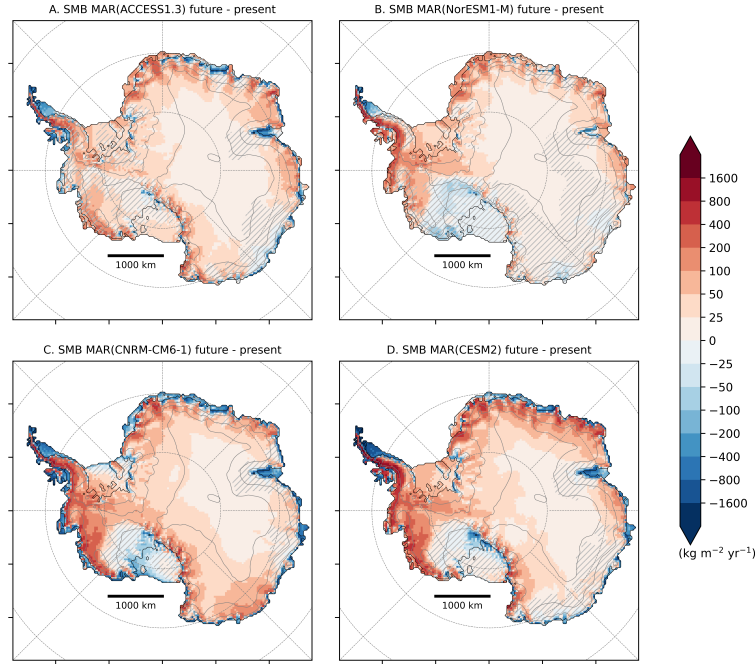 A. SMB MAR(ACCESS1.3) future - present
B. SMB MAR(NorESM1-M) future - present
1000 km
1000 km
C. SMB MAR(CNRM-CM6-1) future - present
D. SMB MAR(CESM2) future - present
1000 km
1000 km
1600
800
400
200
100
50
25
0
−25
−50
−100
−200
−400
−800
−1600
(kg m⁻² yr⁻¹)